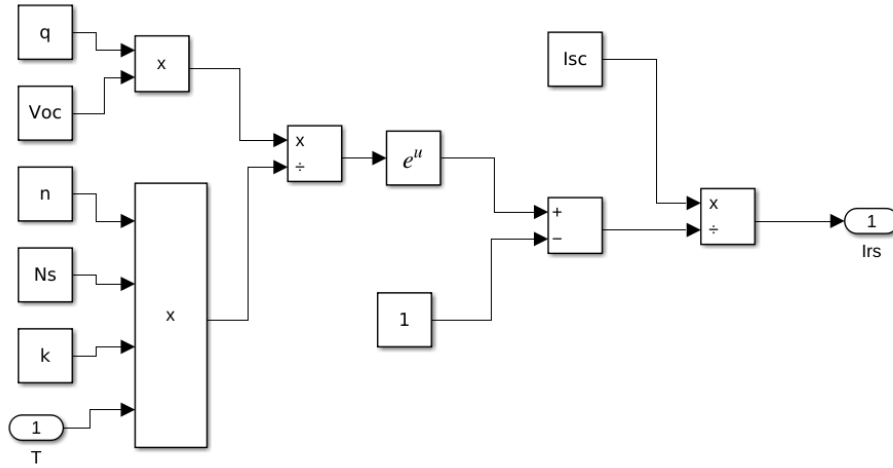 q
x
Isc
Voc
x
÷
e^u
n
x
÷
+
−
1
Irs
Ns
x
1
k
1
T